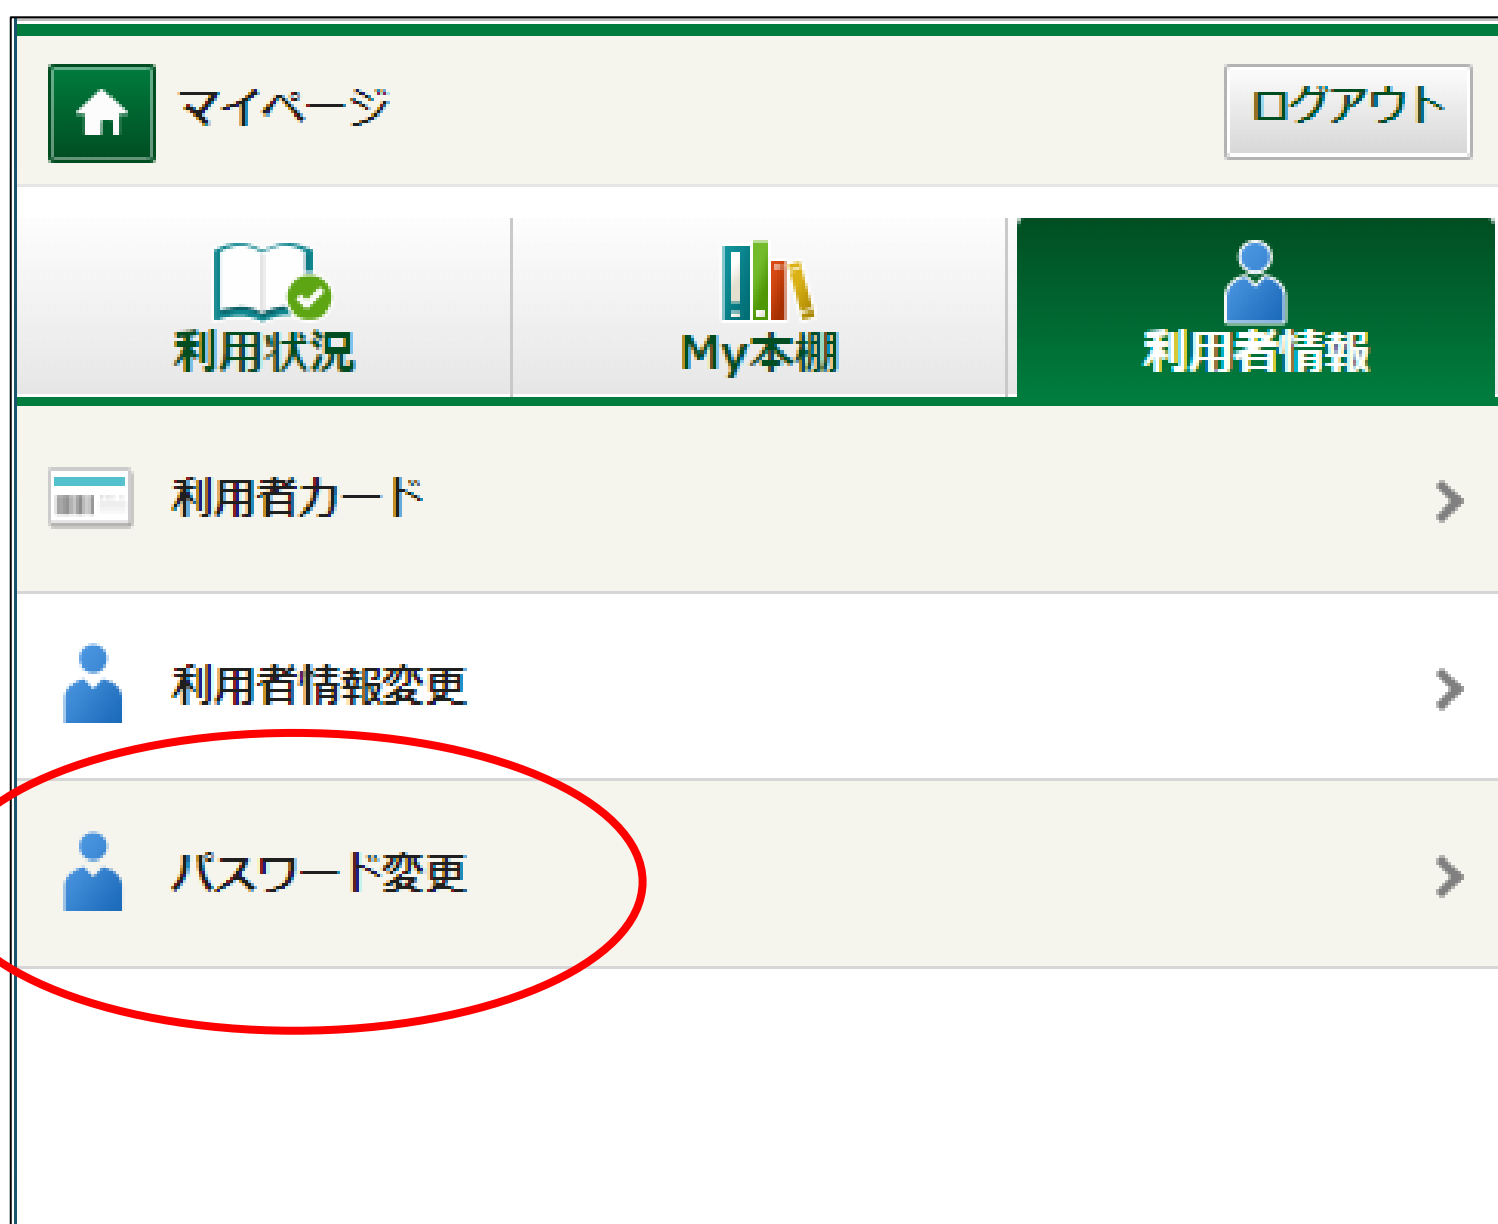 マイページ
ログアウト
利用状況
My本棚
利用者情報
利用者カード
利用者情報変更
パスワード変更